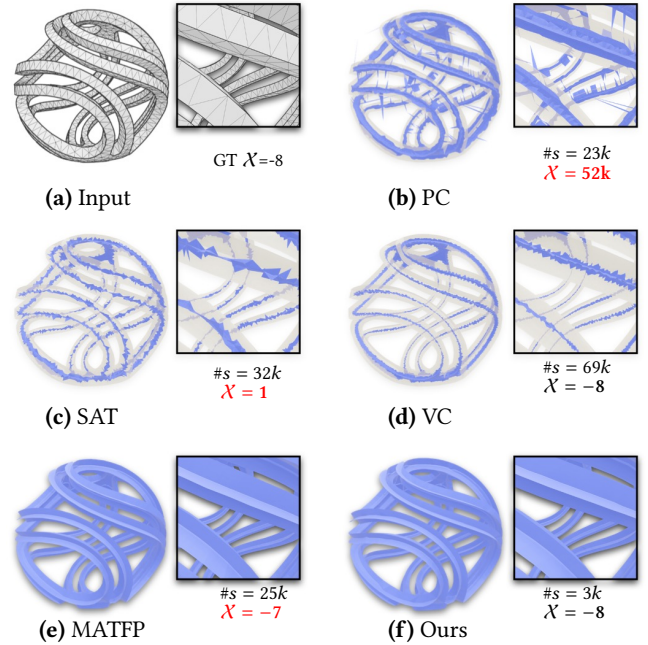 GT 𝒳=-8
(a) Input
#s = 23k
𝒳 = 52k
(b) PC
#s = 32k
𝒳 = 1
(c) SAT
#s = 69k
𝒳 = −8
(d) VC
#s = 25k
𝒳 = −7
(e) MATFP
#s = 3k
𝒳 = −8
(f) Ours